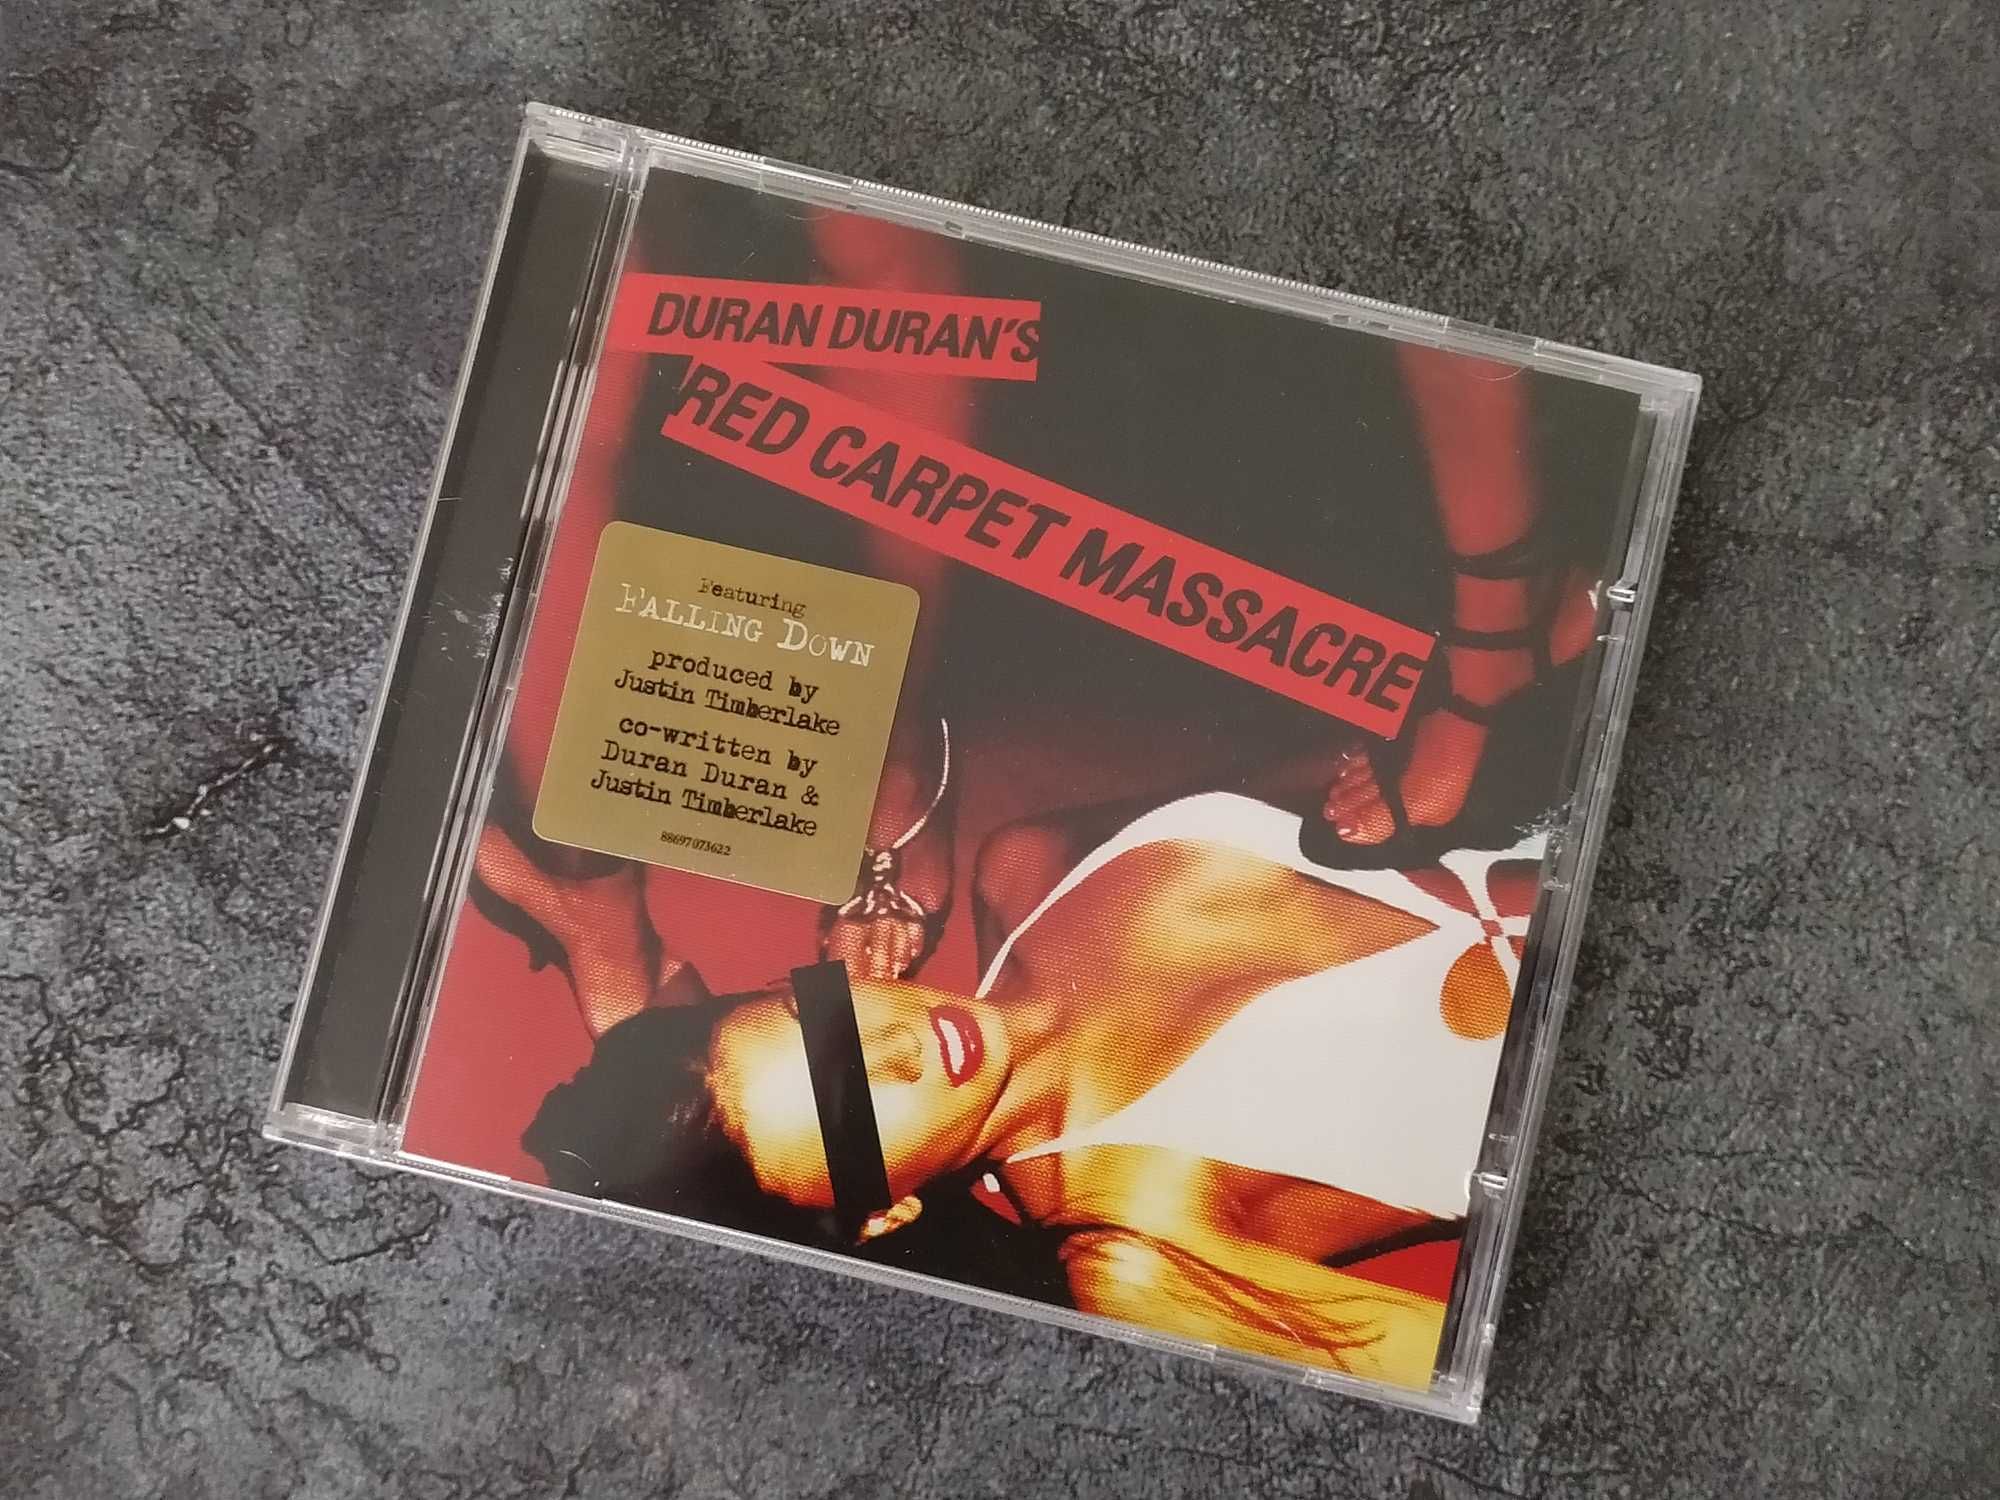 DURAN DURAN'S
RED CARPET MASSACRE
Featuring
FALLING DOWN
produced by
Justin Timberlake
co-written by
Duran Duran &
Justin Timberlake
88697073622